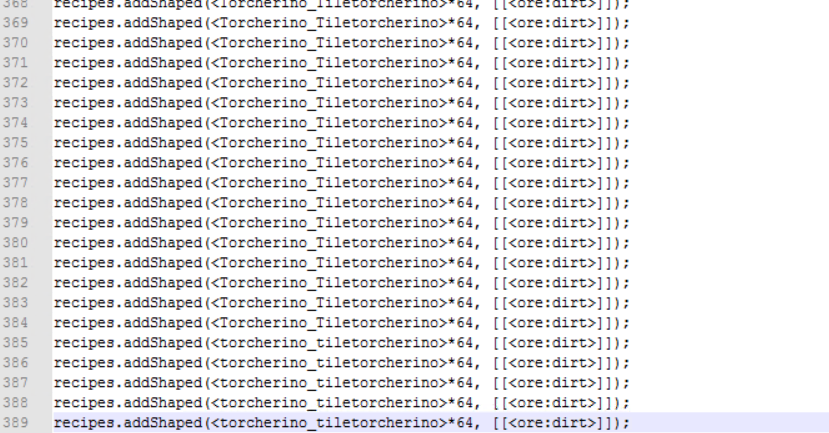 368 recipes.addShaped(<Torcherino_Tiletorcherino>*64, [[<ore:dirt>]]);
369 recipes.addShaped(<Torcherino_Tiletorcherino>*64, [[<ore:dirt>]]);
370 recipes.addShaped(<Torcherino_Tiletorcherino>*64, [[<ore:dirt>]]);
371 recipes.addShaped(<Torcherino_Tiletorcherino>*64, [[<ore:dirt>]]);
372 recipes.addShaped(<Torcherino_Tiletorcherino>*64, [[<ore:dirt>]]);
373 recipes.addShaped(<Torcherino_Tiletorcherino>*64, [[<ore:dirt>]]);
374 recipes.addShaped(<Torcherino_Tiletorcherino>*64, [[<ore:dirt>]]);
375 recipes.addShaped(<Torcherino_Tiletorcherino>*64, [[<ore:dirt>]]);
376 recipes.addShaped(<Torcherino_Tiletorcherino>*64, [[<ore:dirt>]]);
377 recipes.addShaped(<Torcherino_Tiletorcherino>*64, [[<ore:dirt>]]);
378 recipes.addShaped(<Torcherino_Tiletorcherino>*64, [[<ore:dirt>]]);
379 recipes.addShaped(<Torcherino_Tiletorcherino>*64, [[<ore:dirt>]]);
380 recipes.addShaped(<Torcherino_Tiletorcherino>*64, [[<ore:dirt>]]);
381 recipes.addShaped(<Torcherino_Tiletorcherino>*64, [[<ore:dirt>]]);
382 recipes.addShaped(<Torcherino_Tiletorcherino>*64, [[<ore:dirt>]]);
383 recipes.addShaped(<Torcherino_Tiletorcherino>*64, [[<ore:dirt>]]);
384 recipes.addShaped(<Torcherino_Tiletorcherino>*64, [[<ore:dirt>]]);
385 recipes.addShaped(<torcherino_tiletorcherino>*64, [[<ore:dirt>]]);
386 recipes.addShaped(<torcherino_tiletorcherino>*64, [[<ore:dirt>]]);
387 recipes.addShaped(<torcherino_tiletorcherino>*64, [[<ore:dirt>]]);
388 recipes.addShaped(<torcherino_tiletorcherino>*64, [[<ore:dirt>]]);
389 recipes.addShaped(<torcherino_tiletorcherino>*64, [[<ore:dirt>]]);